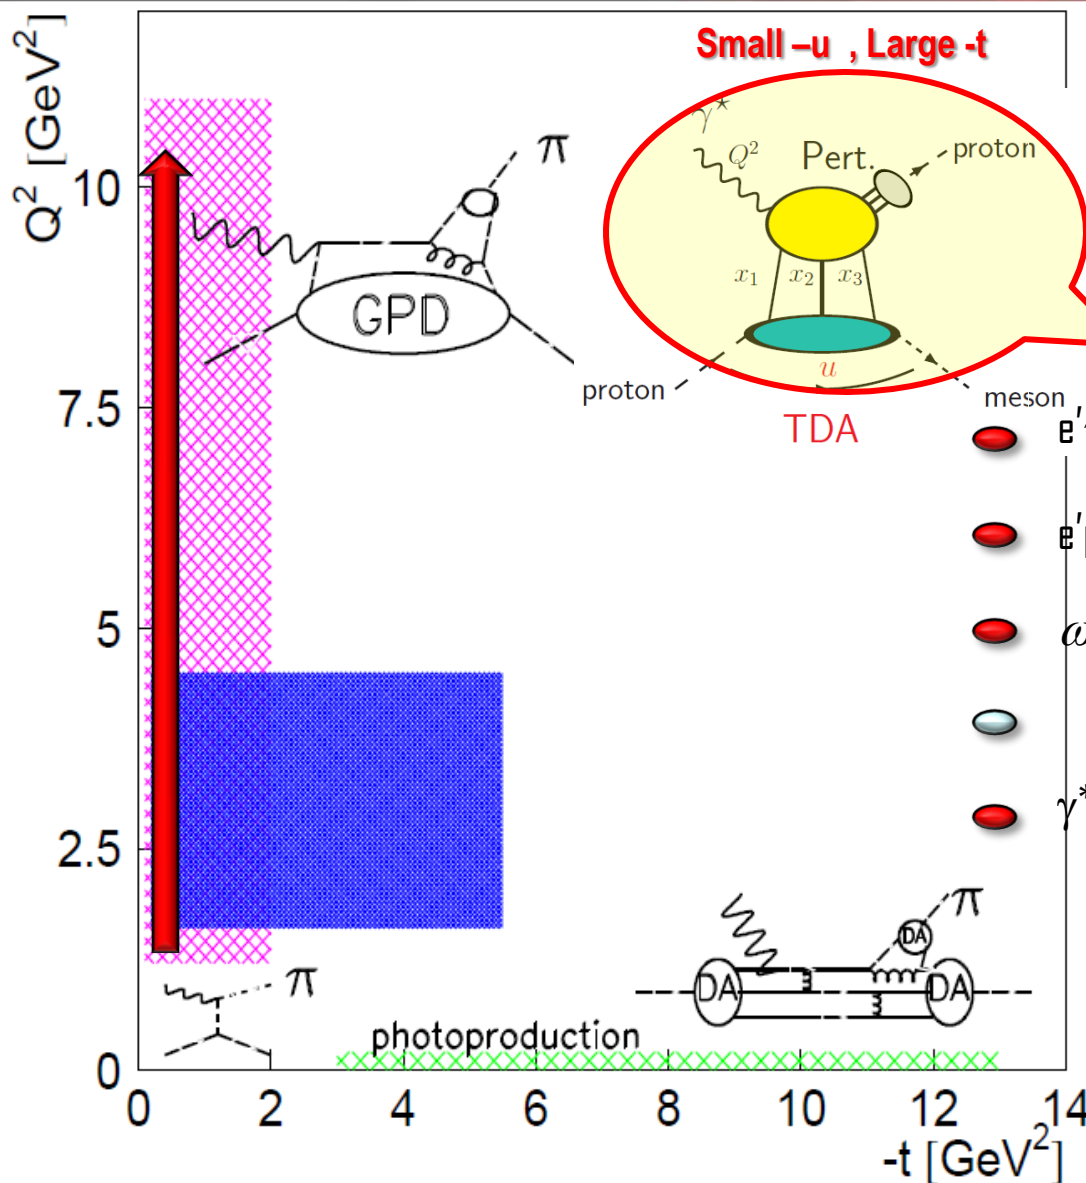 Small –u , Large -t
Q² [GeV²]
γ*
Q²
Pert.
proton
π
10
x₁ x₂ x₃
GPD
u
proton
meson
7.5
TDA
e'
e'
5
ω
γ*
2.5
π
DA
DA
DA
π
photoproduction
0
0 2 4 6 8 10 12 14
-t [GeV²]